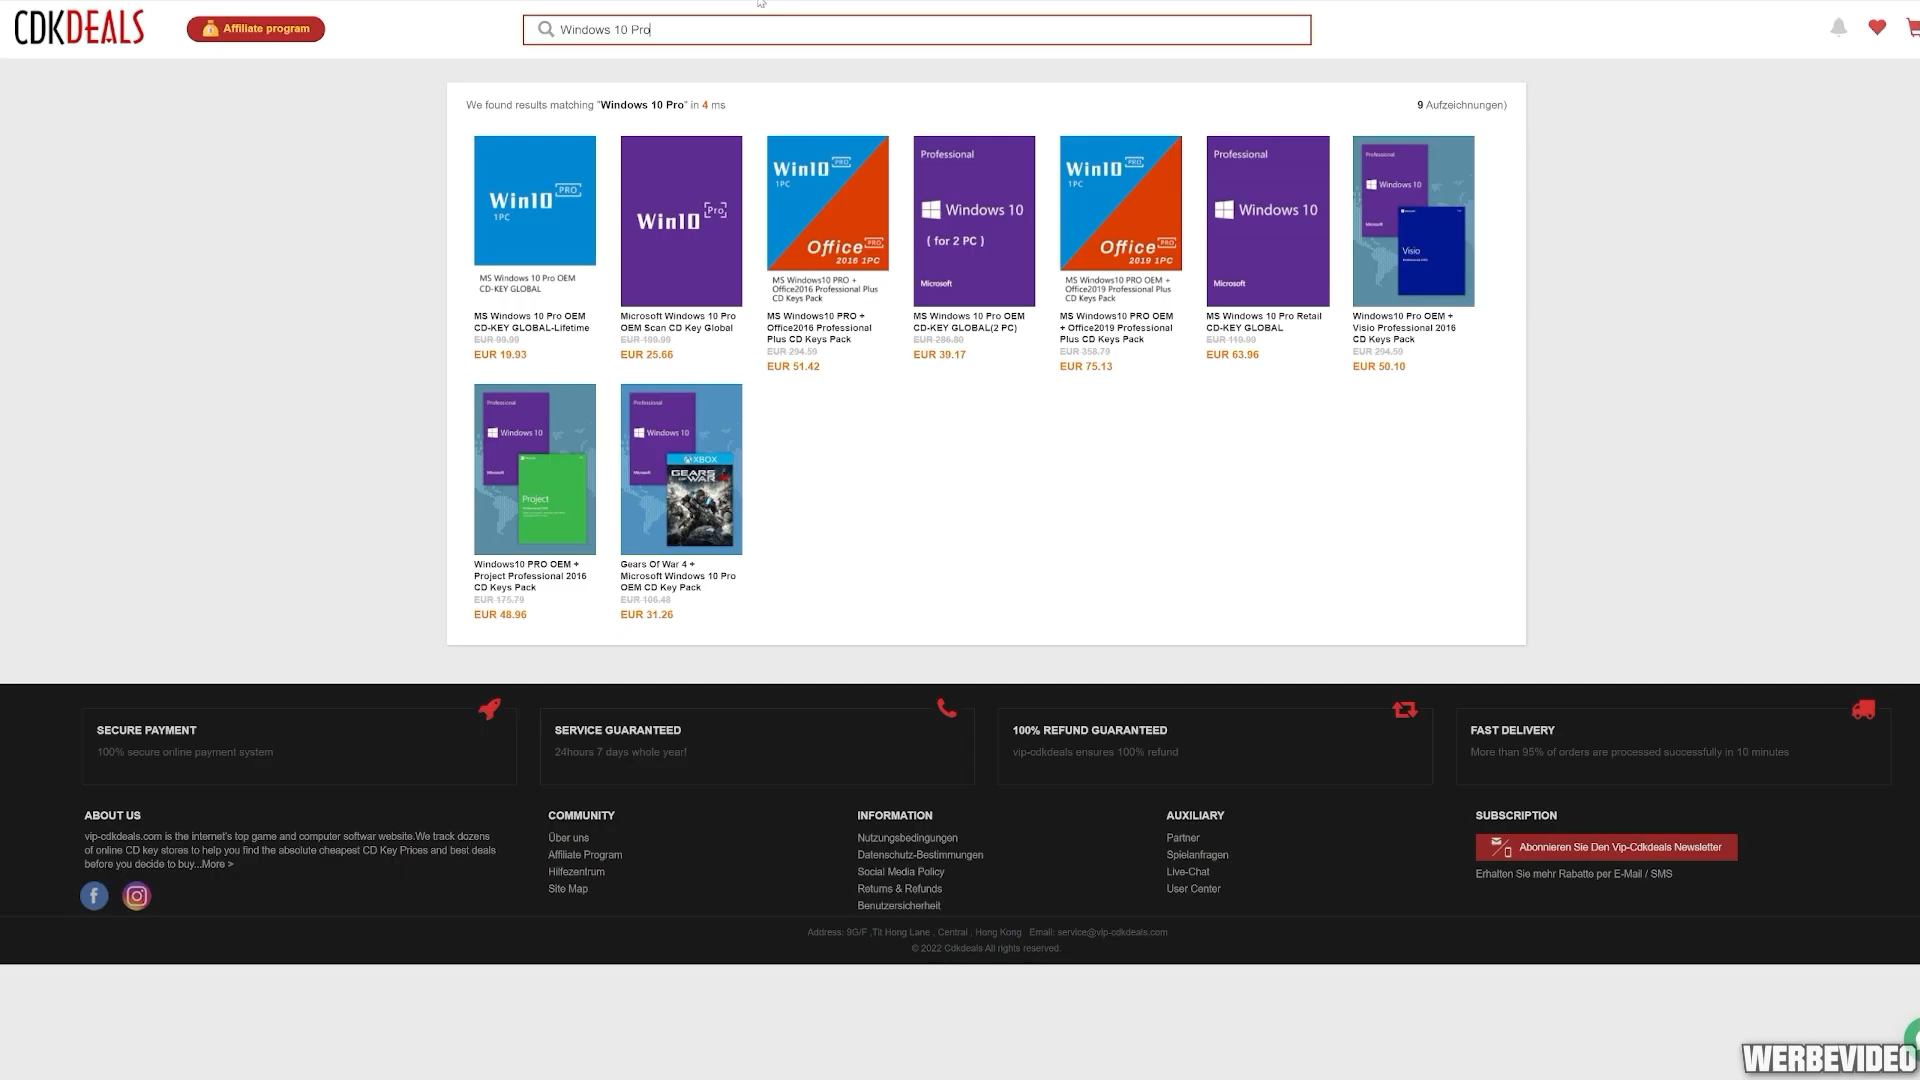 CDKDEALS
Affiliate program
Windows 10 Pro
We found results matching "Windows 10 Pro" in 4 ms
9 Aufzeichnungen)
Win10 PRO
1PC
MS Windows 10 Pro OEM
CD-KEY GLOBAL
Win10 Pro
Win10 PRO
1PC
Office PRO
2016 1PC
MS Windows10 PRO +
Office2016 Professional Plus
CD Keys Pack
Professional
Windows 10
( for 2 PC )
Microsoft
Win10 PRO
1PC
Office PRO
2019 1PC
MS Windows10 PRO OEM +
Office2019 Professional Plus
CD Keys Pack
Professional
Windows 10
Microsoft
Professional
Windows 10
Microsoft
Visio
MS Windows 10 Pro OEM
CD-KEY GLOBAL-Lifetime
EUR 99.99
EUR 19.93
Microsoft Windows 10 Pro
OEM Scan CD Key Global
EUR 199.99
EUR 25.66
MS Windows10 PRO +
Office2016 Professional
Plus CD Keys Pack
EUR 294.59
EUR 51.42
MS Windows 10 Pro OEM
CD-KEY GLOBAL(2 PC)
EUR 286.80
EUR 39.17
MS Windows10 PRO OEM
+ Office2019 Professional
Plus CD Keys Pack
EUR 358.79
EUR 75.13
MS Windows 10 Pro Retail
CD-KEY GLOBAL
EUR 119.99
EUR 63.96
Windows10 Pro OEM +
Visio Professional 2016
CD Keys Pack
EUR 294.59
EUR 50.10
Professional
Windows 10
Microsoft
Project
Professional
Windows 10
Microsoft
XBOX
GEARS OF WAR 4
Windows10 PRO OEM +
Project Professional 2016
CD Keys Pack
EUR 175.79
EUR 48.96
Gears Of War 4 +
Microsoft Windows 10 Pro
OEM CD Key Pack
EUR 106.48
EUR 31.26
SECURE PAYMENT
100% secure online payment system
SERVICE GUARANTEED
24hours 7 days whole year!
100% REFUND GUARANTEED
vip-cdkdeals ensures 100% refund
FAST DELIVERY
More than 95% of orders are processed successfully in 10 minutes
ABOUT US
vip-cdkdeals.com is the internet's top game and computer softwar website.We track dozens
of online CD key stores to help you find the absolute cheapest CD Key Prices and best deals
before you decide to buy...More >
COMMUNITY
Über uns
Affiliate Program
Hilfezentrum
Site Map
INFORMATION
Nutzungsbedingungen
Datenschutz-Bestimmungen
Social Media Policy
Returns & Refunds
Benutzersicherheit
AUXILIARY
Partner
Spielanfragen
Live-Chat
User Center
SUBSCRIPTION
Abonnieren Sie Den Vip-Cdkdeals Newsletter
Erhalten Sie mehr Rabatte per E-Mail / SMS
Address: 9G/F ,Tit Hong Lane , Central , Hong Kong Email: service@vip-cdkdeals.com
© 2022 Cdkdeals All rights reserved.
WERBEVIDEO